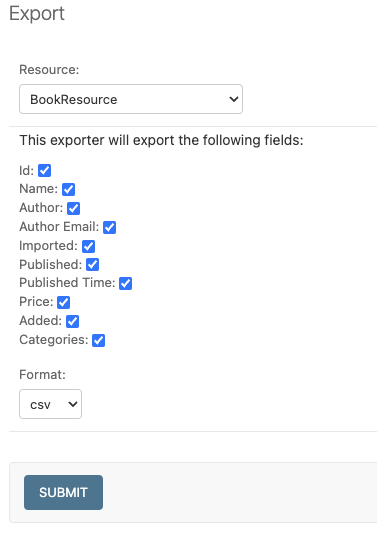 Export
Resource:
BookResource
This exporter will export the following fields:
Id:
Name:
Author:
Author Email:
Imported:
Published:
Published Time:
Price:
Added:
Categories:
Format:
csv
SUBMIT